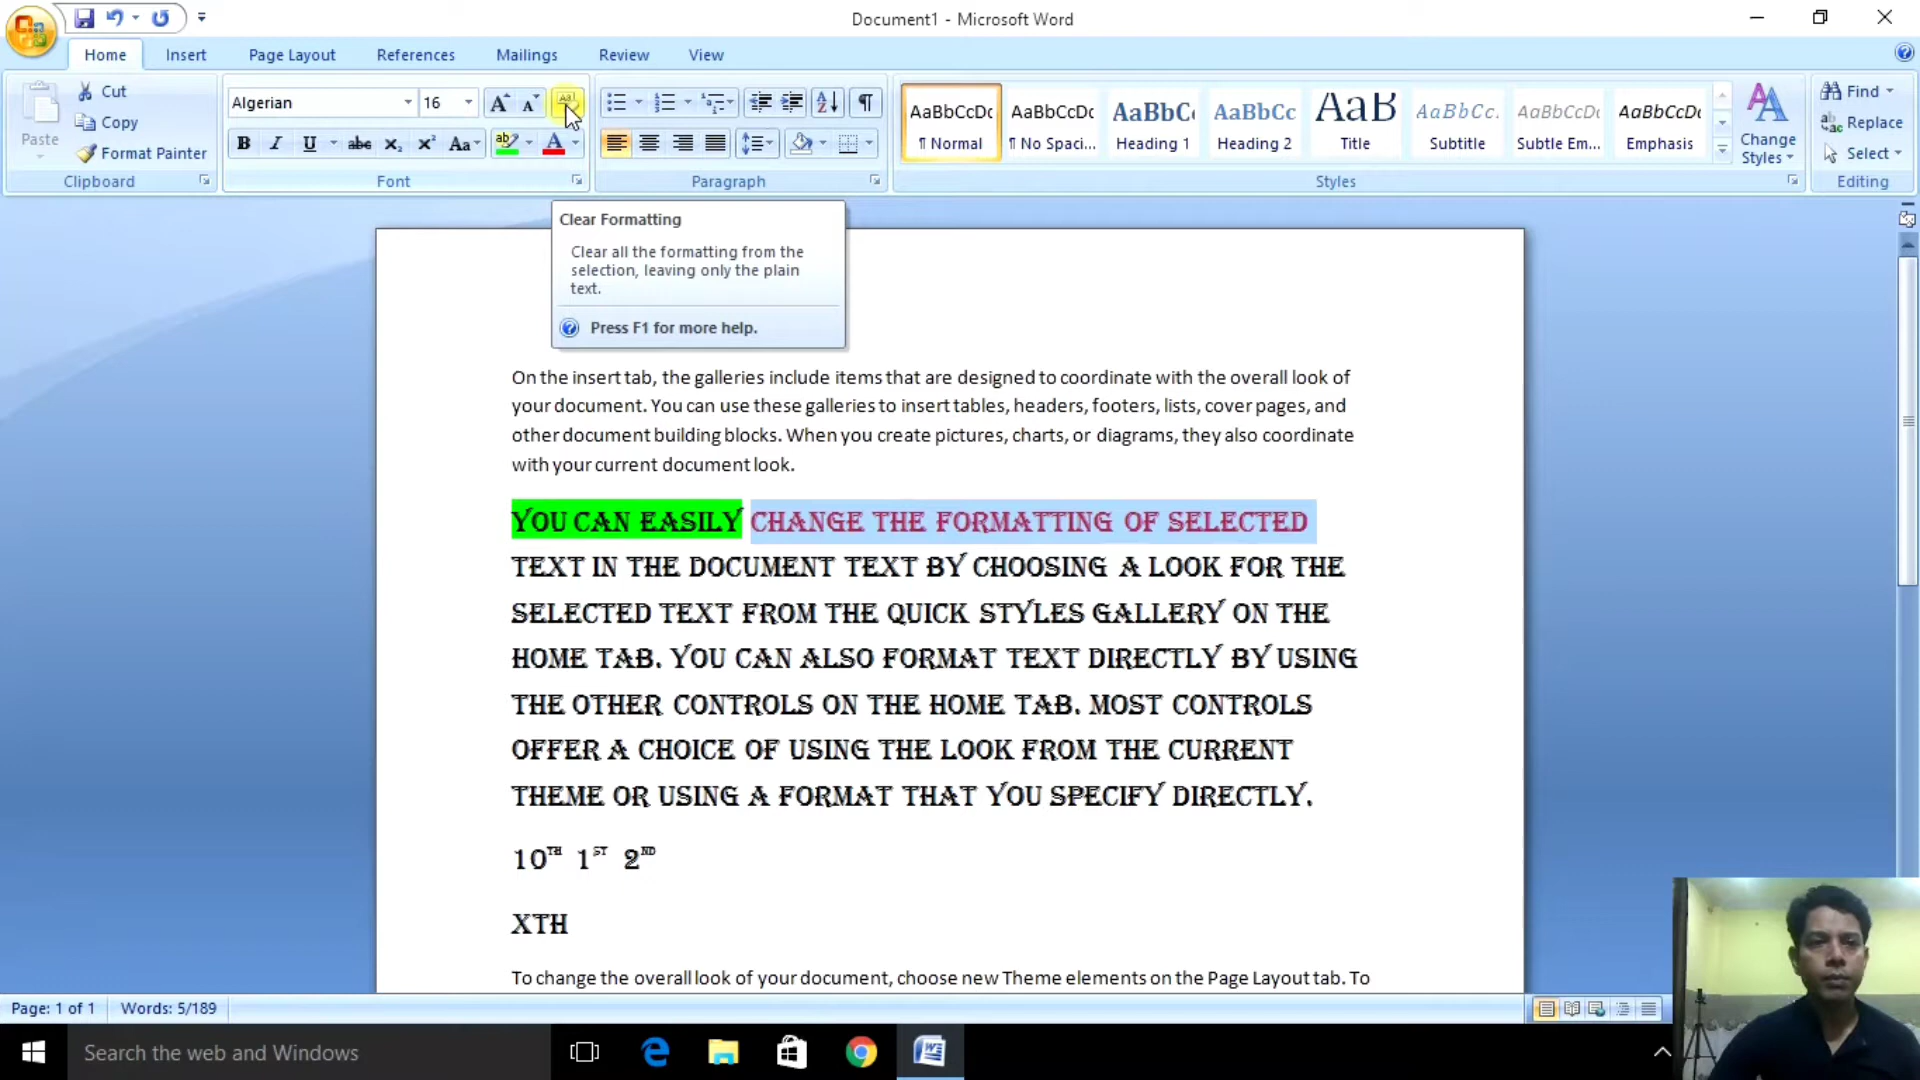 Document1 - Microsoft Word
Home Insert Page Layout References Mailings Review View
Paste
Cut
Copy
Format Painter
Clipboard
Algerian 16
B I U abc x₂ x² Aa
Font
Paragraph
AaBbCcDc AaBbCcDc AaBbC AaBbCc AaB AaBbCc. AaBbCcDc AaBbCcDc
¶ Normal ¶ No Spaci... Heading 1 Heading 2 Title Subtitle Subtle Em... Emphasis
Change
Styles
Styles
Find
Replace
Select
Editing
Clear Formatting
Clear all the formatting from the
selection, leaving only the plain
text.
Press F1 for more help.
On the insert tab, the galleries include items that are designed to coordinate with the overall look of
your document. You can use these galleries to insert tables, headers, footers, lists, cover pages, and
other document building blocks. When you create pictures, charts, or diagrams, they also coordinate
with your current document look.
YOU CAN EASILY CHANGE THE FORMATTING OF SELECTED
TEXT IN THE DOCUMENT TEXT BY CHOOSING A LOOK FOR THE
SELECTED TEXT FROM THE QUICK STYLES GALLERY ON THE
HOME TAB. YOU CAN ALSO FORMAT TEXT DIRECTLY BY USING
THE OTHER CONTROLS ON THE HOME TAB. MOST CONTROLS
OFFER A CHOICE OF USING THE LOOK FROM THE CURRENT
THEME OR USING A FORMAT THAT YOU SPECIFY DIRECTLY.
10TH 1ST 2ND
XTH
To change the overall look of your document, choose new Theme elements on the Page Layout tab. To
Page: 1 of 1 Words: 5/189
Search the web and Windows